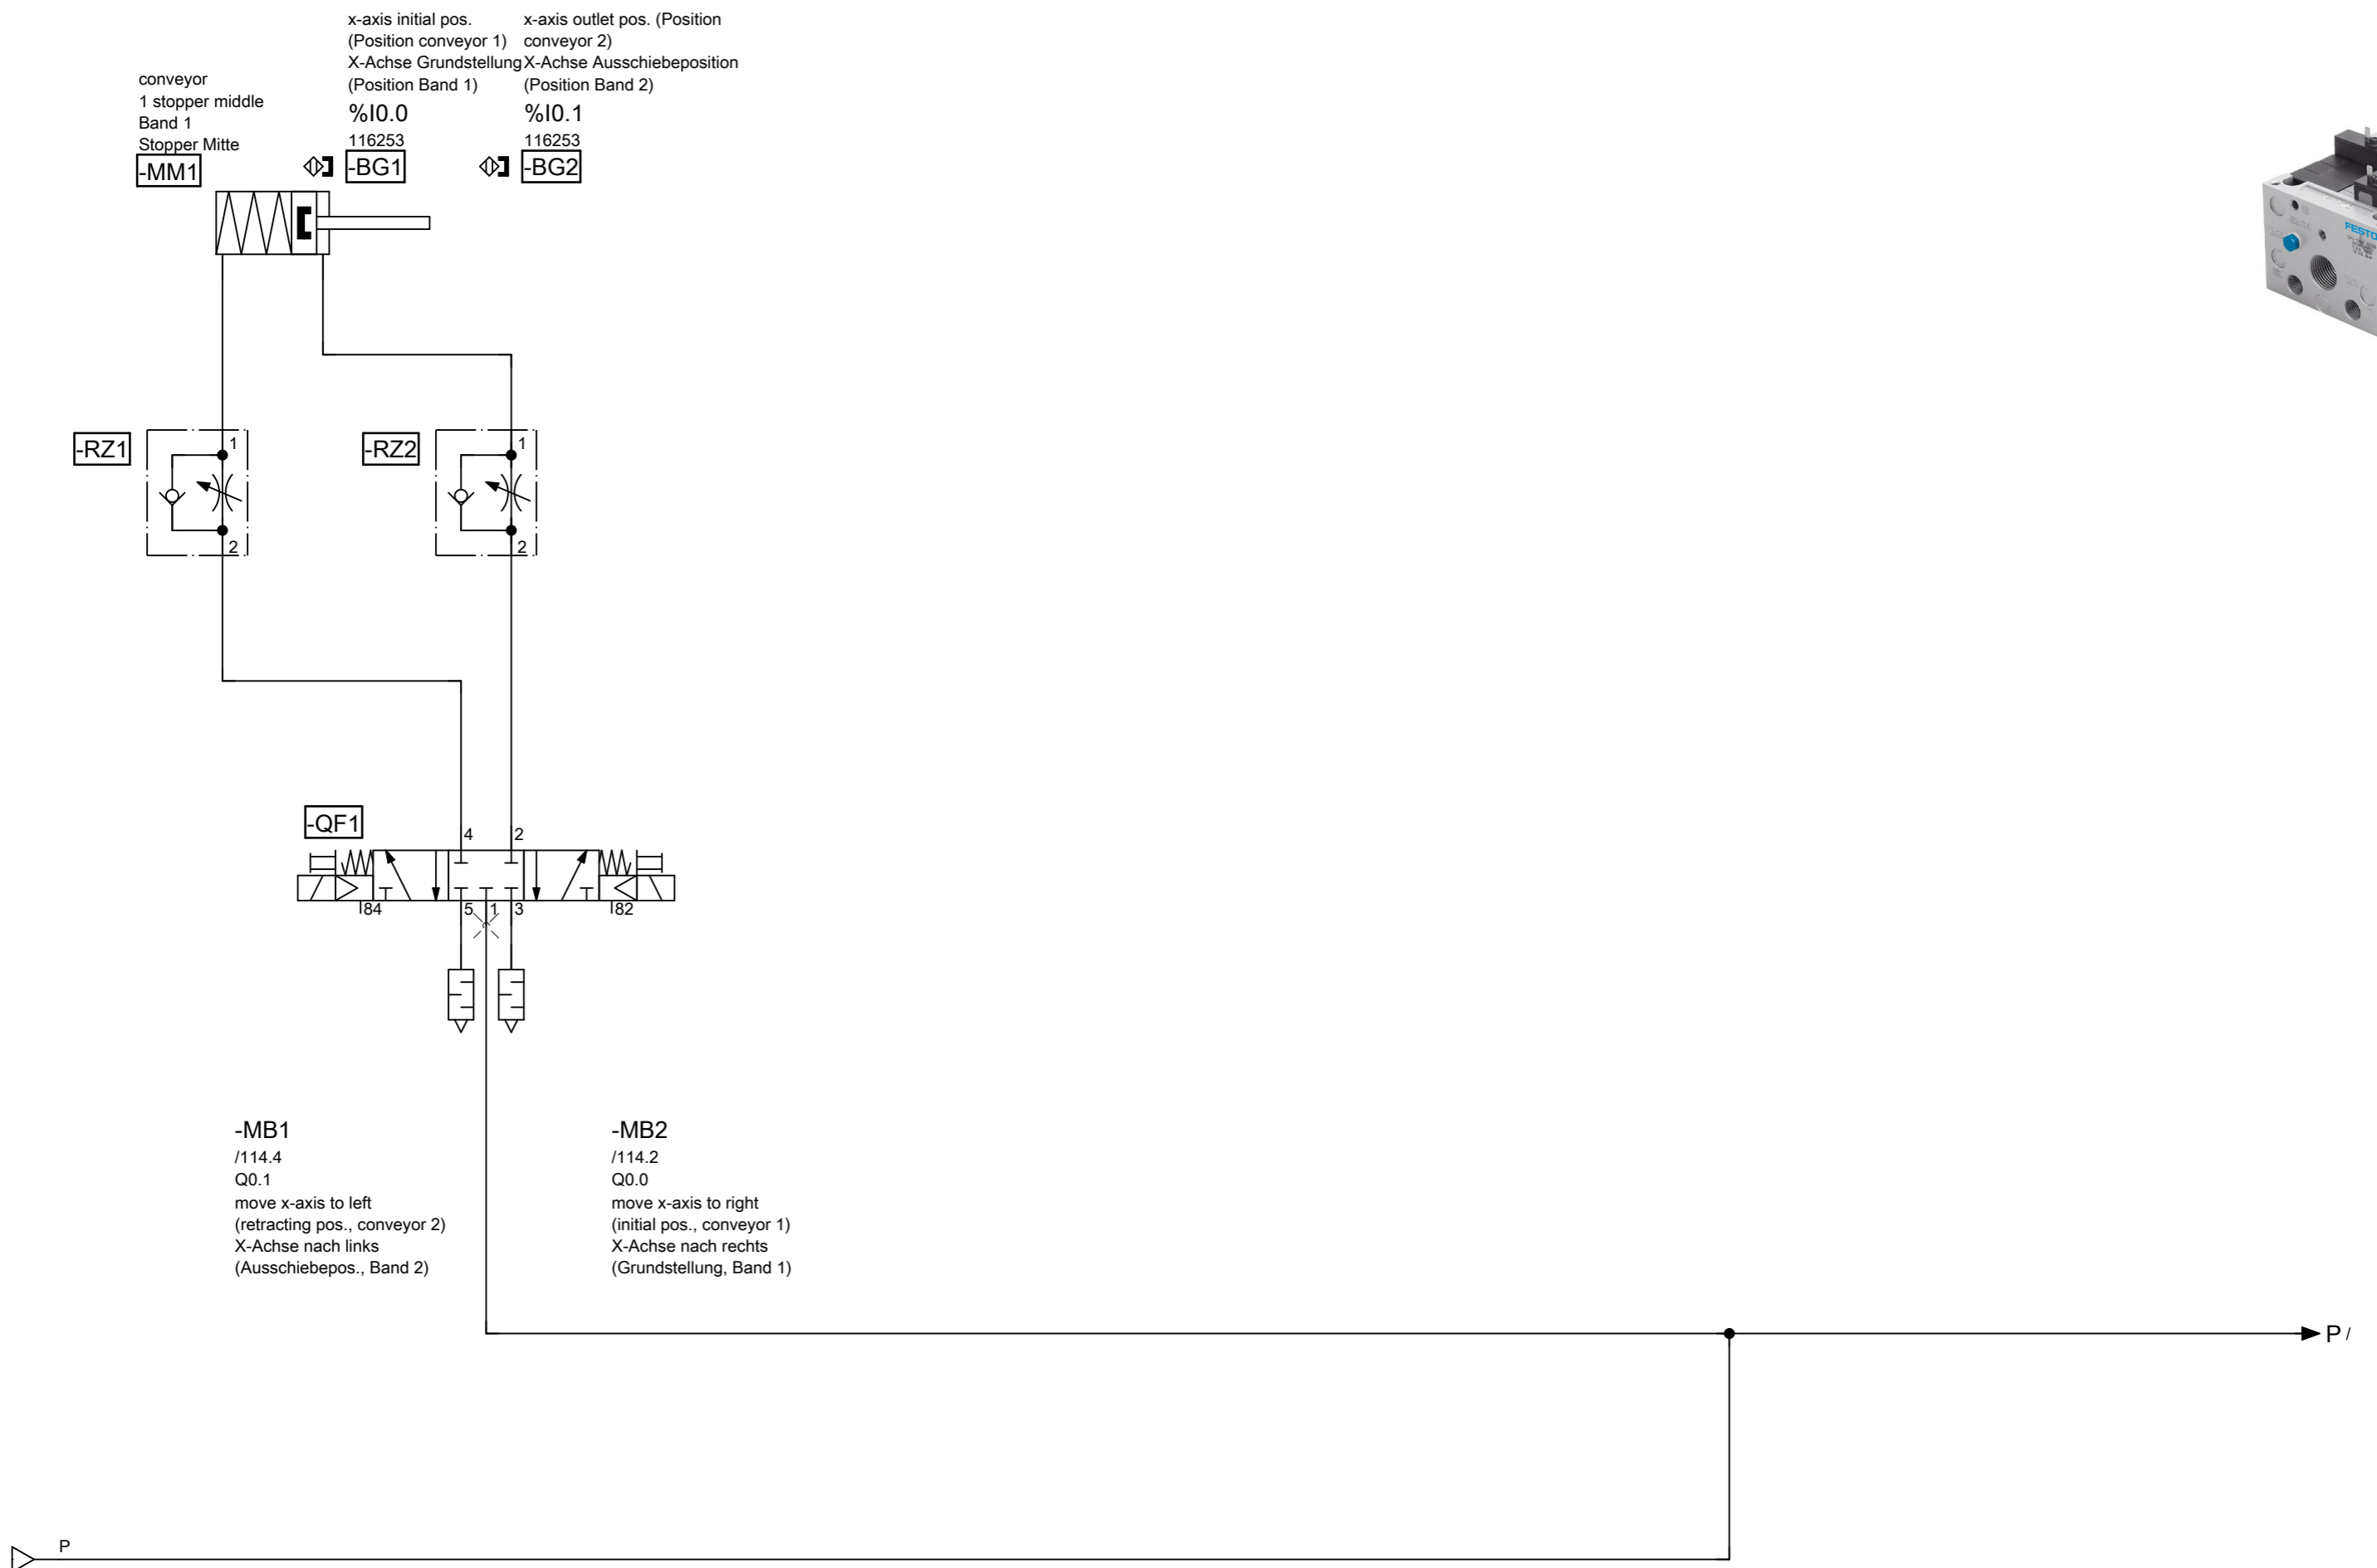 x-axis initial pos.
(Position conveyor 1)
X-Achse Grundstellung
(Position Band 1)
%I0.0
116253
-BG1
x-axis outlet pos. (Position
conveyor 2)
X-Achse Ausschiebeposition
(Position Band 2)
%I0.1
116253
-BG2
conveyor
1 stopper middle
Band 1
Stopper Mitte
-MM1
FESTO
-RZ1
1
2
-RZ2
1
2
-QF1
4
2
84
5
1
3
82
-MB1
/114.4
Q0.1
move x-axis to left
(retracting pos., conveyor 2)
X-Achse nach links
(Ausschiebepos., Band 2)
-MB2
/114.2
Q0.0
move x-axis to right
(initial pos., conveyor 1)
X-Achse nach rechts
(Grundstellung, Band 1)
P /
P